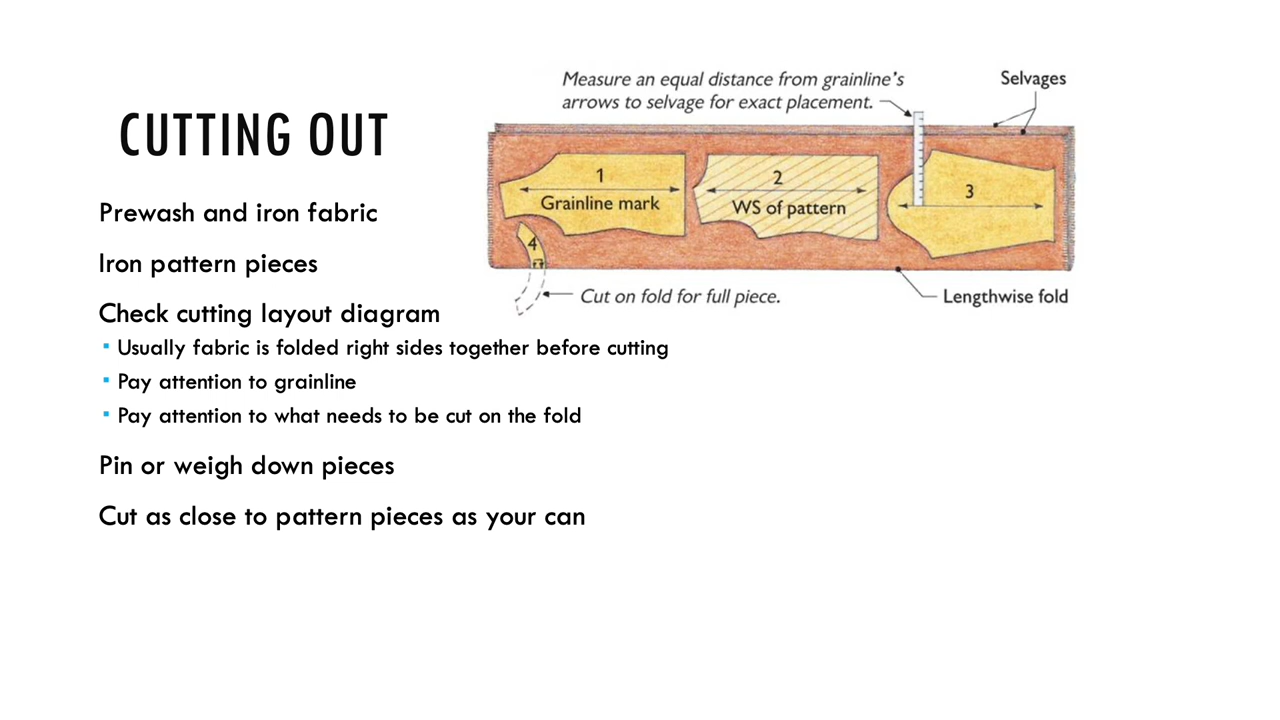 CUTTING OUT
Prewash and iron fabric
Iron pattern pieces
Check cutting layout diagram
▪ Usually fabric is folded right sides together before cutting
▪ Pay attention to grainline
▪ Pay attention to what needs to be cut on the fold
Pin or weigh down pieces
Cut as close to pattern pieces as your can
Measure an equal distance from grainline's
arrows to selvage for exact placement.
Selvages
1
Grainline mark
2
WS of pattern
3
4
Cut on fold for full piece.
Lengthwise fold